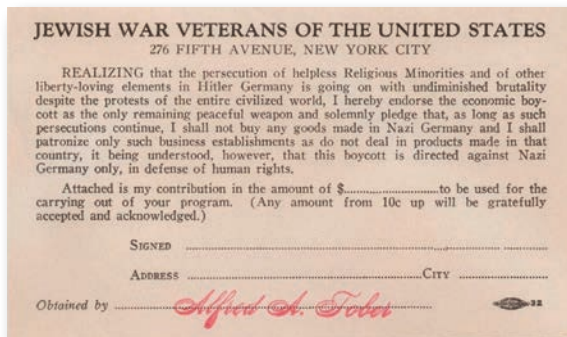 JEWISH WAR VETERANS OF THE UNITED STATES
276 FIFTH AVENUE, NEW YORK CITY
REALIZING that the persecution of helpless Religious Minorities and of other
liberty-loving elements in Hitler Germany is going on with undiminished brutality
despite the protests of the entire civilized world, I hereby endorse the economic boy-
cott as the only remaining peaceful weapon and solemnly pledge that, as long as such
persecutions continue, I shall not buy any goods made in Nazi Germany and I shall
patronize only such business establishments as do not deal in products made in that
country, it being understood, however, that this boycott is directed against Nazi
Germany only, in defense of human rights.
Attached is my contribution in the amount of $..........................to be used for the
carrying out of your program. (Any amount from 10c up will be gratefully
accepted and acknowledged.)
SIGNED ..........................................................................
ADDRESS ..................................................CITY .........................
Obtained by ........Alfred A. Tober........ 32